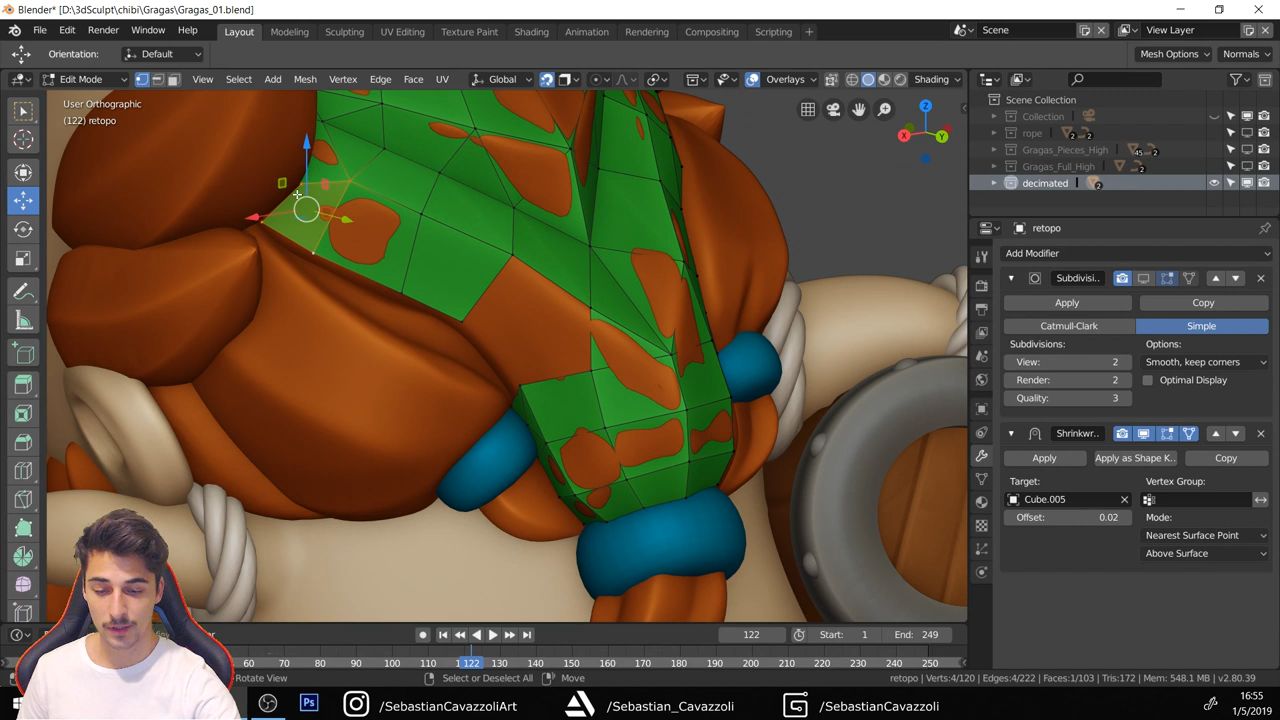 Blender* [D:\3dSculpt\chibi\Gragas\Gragas_01.blend]
File Edit Render Window Help
Layout Modeling Sculpting UV Editing Texture Paint Shading Animation Rendering Compositing Scripting +
Scene
View Layer
Orientation: Default
Mesh Options
Normals
Edit Mode View Select Add Mesh Vertex Edge Face UV Global Overlays Shading
User Orthographic
(122) retopo
Z
X
Y
Scene Collection
Collection
rope 2 2
Gragas_Pieces_High 45 2
Gragas_Full_High 2
decimated 2
retopo
Add Modifier
Subdivisi..
Apply Copy
Catmull-Clark Simple
Subdivisions: Options:
View: 2 Smooth, keep corners
Render: 2 Optimal Display
Quality: 3
Shrinkwr..
Apply Apply as Shape K.. Copy
Target: Vertex Group:
Cube.005
Offset: 0.02 Mode:
Nearest Surface Point
Above Surface
122 Start: 1 End: 249
60 70 80 90 100 110 122 130 140 150 160 170 180 190 200 210 220 230 240 250
Rotate View Select or Deselect All Move
retopo | Verts:4/120 | Edges:4/222 | Faces:1/103 | Tris:172 | Mem: 548.1 MB | v2.80.39
Ps /SebastianCavazzoliArt /Sebastian_Cavazzoli /SebastianCavazzoli
16:55
1/5/2019